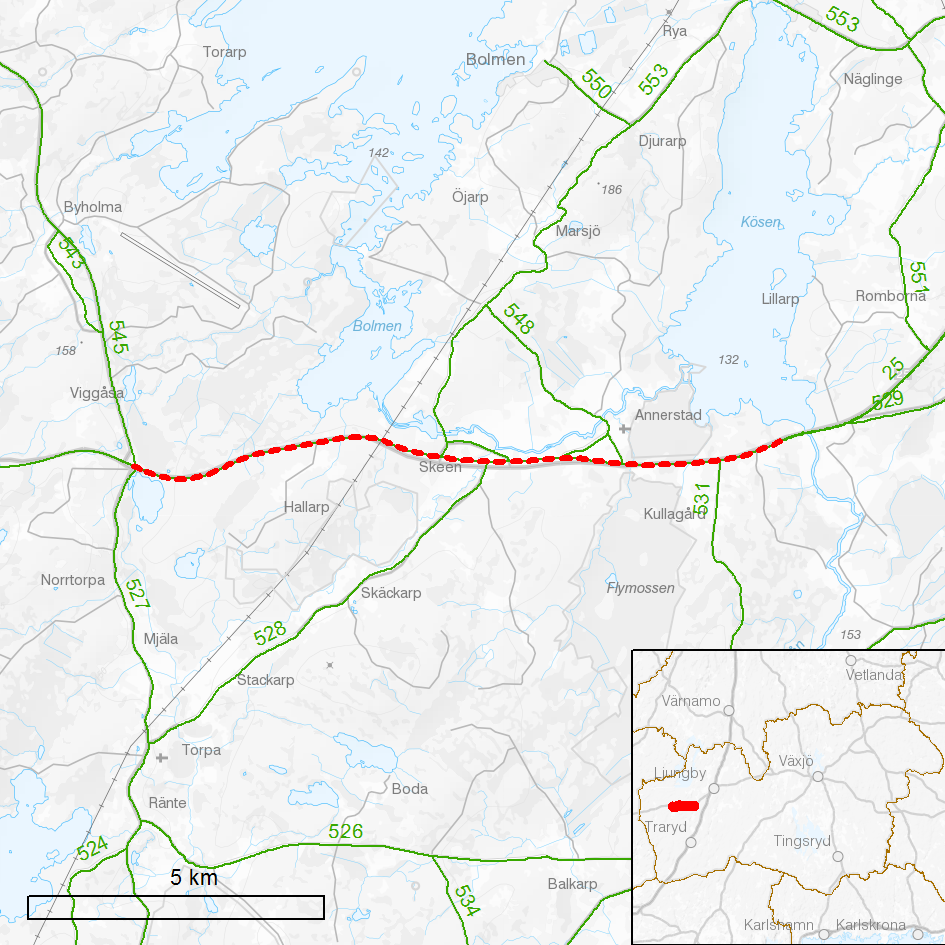 553
Rya
Torarp
Bolmen
550
553
Näglinge
Djurarp
142
186
Öjarp
Byholma
Kösen
Marsjö
543
551
Lillarp
Romborna
548
Bolmen
545
158
132
25
Viggåsa
529
Annerstad
Skeen
531
Hallarp
Kullagård
Norrtorpa
527
Flymossen
Skäckarp
528
Mjäla
153
Stackarp
Vetlanda
Värnamo
Torpa
Växjö
Ljungby
Boda
Ränte
Traryd
526
524
Tingsryd
5 km
Balkarp
534
Karlshamn
Karlskrona